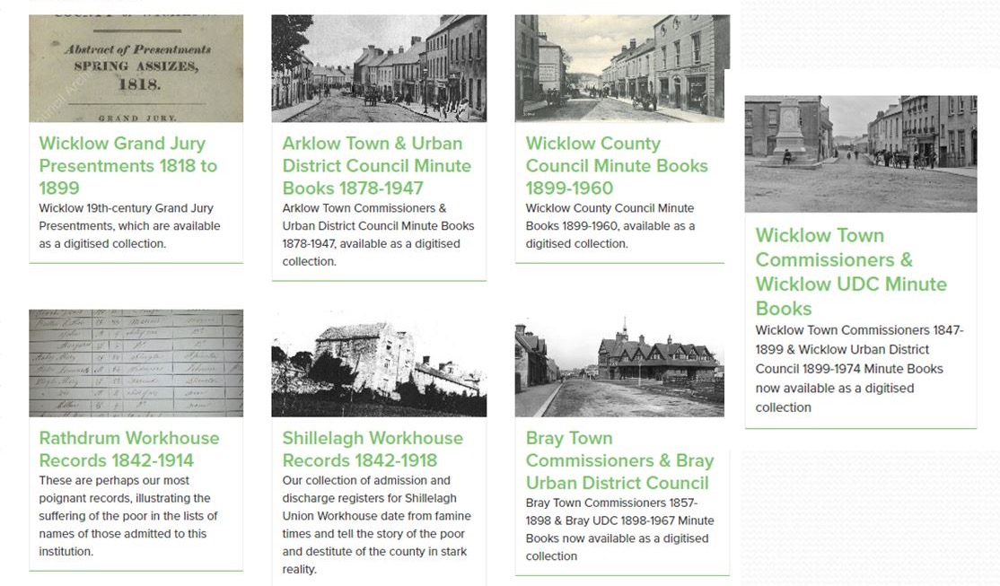 Abstract of Presentments
SPRING ASSIZES,
1818.
GRAND JURY.
Wicklow Grand Jury
Presentments 1818 to
1899
Wicklow 19th-century Grand Jury
Presentments, which are available
as a digitised collection.
Arklow Town & Urban
District Council Minute
Books 1878-1947
Arklow Town Commissioners &
Urban District Council Minute Books
1878-1947, available as a digitised
collection.
Wicklow County
Council Minute Books
1899-1960
Wicklow County Council Minute
Books 1899-1960, available as a
digitised collection.
Wicklow Town
Commissioners &
Wicklow UDC Minute
Books
Wicklow Town Commissioners 1847-
1899 & Wicklow Urban District
Council 1899-1974 Minute Books
now available as a digitised
collection
Rathdrum Workhouse
Records 1842-1914
These are perhaps our most
poignant records, illustrating the
suffering of the poor in the lists of
names of those admitted to this
institution.
Shillelagh Workhouse
Records 1842-1918
Our collection of admission and
discharge registers for Shillelagh
Union Workhouse date from famine
times and tell the story of the poor
and destitute of the county in stark
reality.
Bray Town
Commissioners & Bray
Urban District Council
Bray Town Commissioners 1857-
1898 & Bray UDC 1898-1967 Minute
Books now available as a digitised
collection